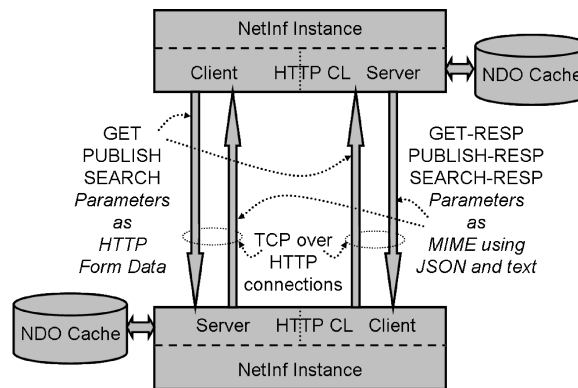 NetInf Instance
Client HTTP CL Server
NDO Cache
GET
PUBLISH
SEARCH
Parameters
as
HTTP
Form Data
GET-RESP
PUBLISH-RESP
SEARCH-RESP
Parameters
as
MIME using
JSON and text
TCP over
HTTP
connections
NDO Cache
Server HTTP CL Client
NetInf Instance